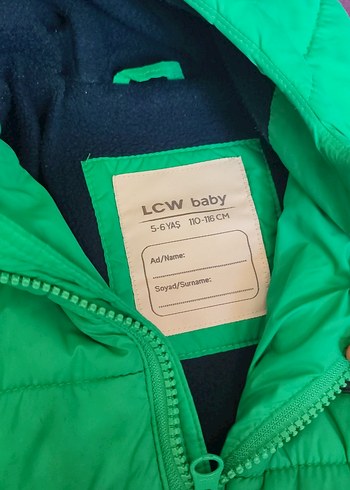 LCW baby
5-6 YAŞ 110-116 CM
Ad/Name:
Soyad/Surname: